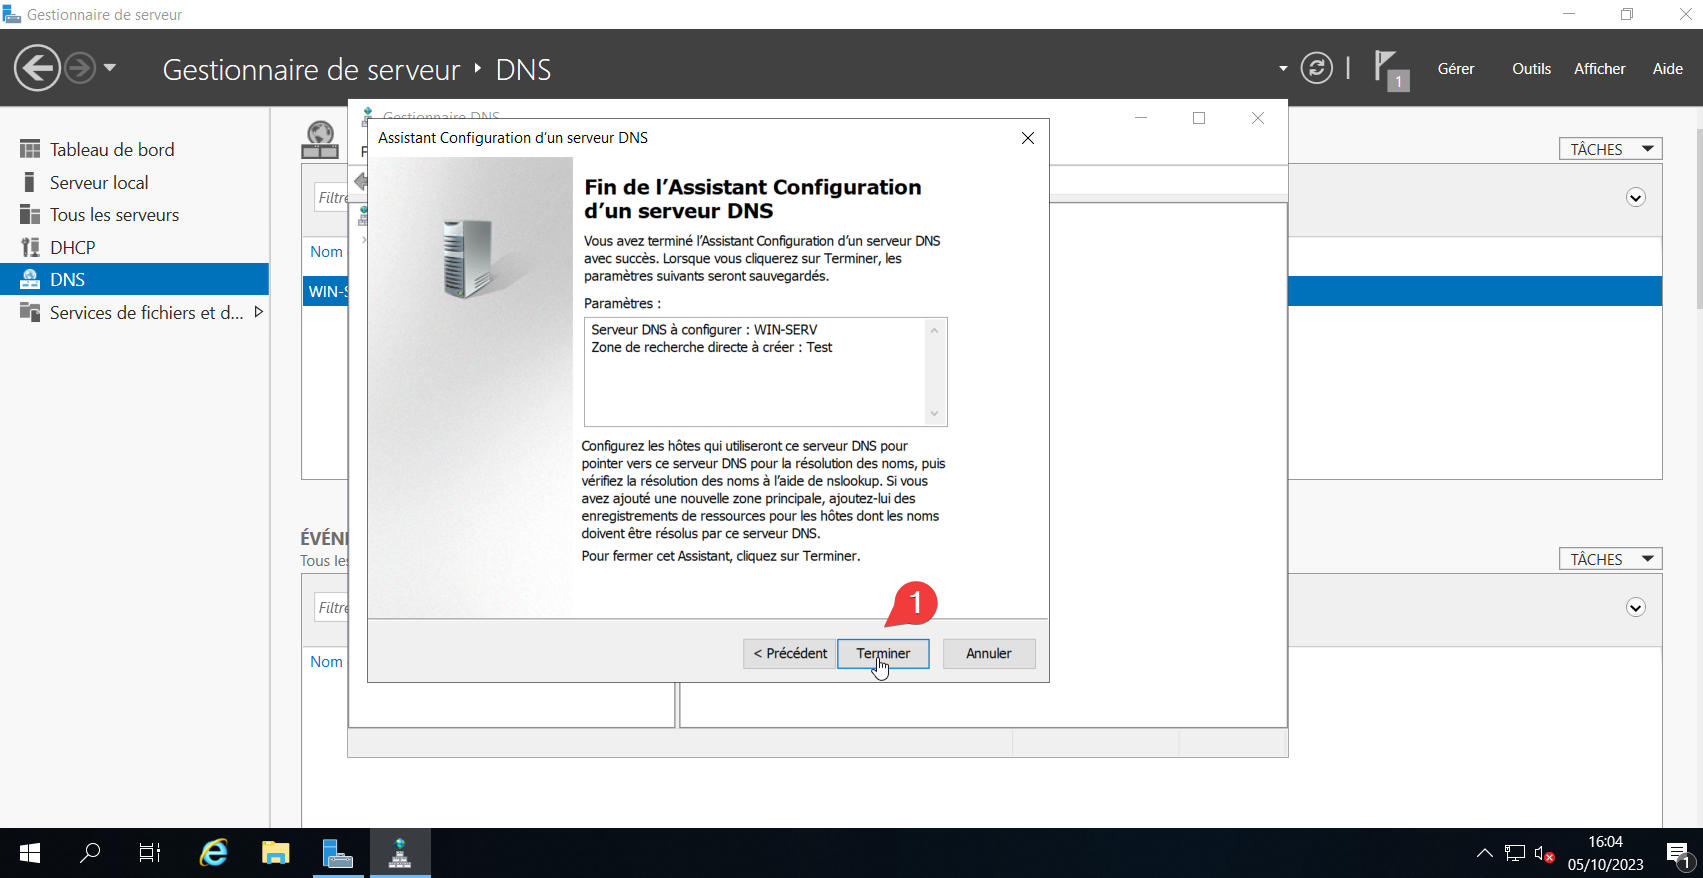 Gestionnaire de serveur
Gestionnaire de serveur ‣ DNS
1
Gérer
Outils
Afficher
Aide
Tableau de bord
Serveur local
Tous les serveurs
DHCP
DNS
Services de fichiers et d...
TÂCHES
Filtre
Nom
WIN-S
Gestionnaire DNS
F
Assistant Configuration d'un serveur DNS
Fin de l'Assistant Configuration
d'un serveur DNS
Vous avez terminé l'Assistant Configuration d'un serveur DNS
avec succès. Lorsque vous cliquerez sur Terminer, les
paramètres suivants seront sauvegardés.
Paramètres :
Serveur DNS à configurer : WIN-SERV
Zone de recherche directe à créer : Test
Configurez les hôtes qui utiliseront ce serveur DNS pour
pointer vers ce serveur DNS pour la résolution des noms, puis
vérifiez la résolution des noms à l'aide de nslookup. Si vous
avez ajouté une nouvelle zone principale, ajoutez-lui des
enregistrements de ressources pour les hôtes dont les noms
doivent être résolus par ce serveur DNS.
Pour fermer cet Assistant, cliquez sur Terminer.
1
< Précédent
Terminer
Annuler
ÉVÉN
Tous les
TÂCHES
Filtre
Nom
16:04
05/10/2023
1